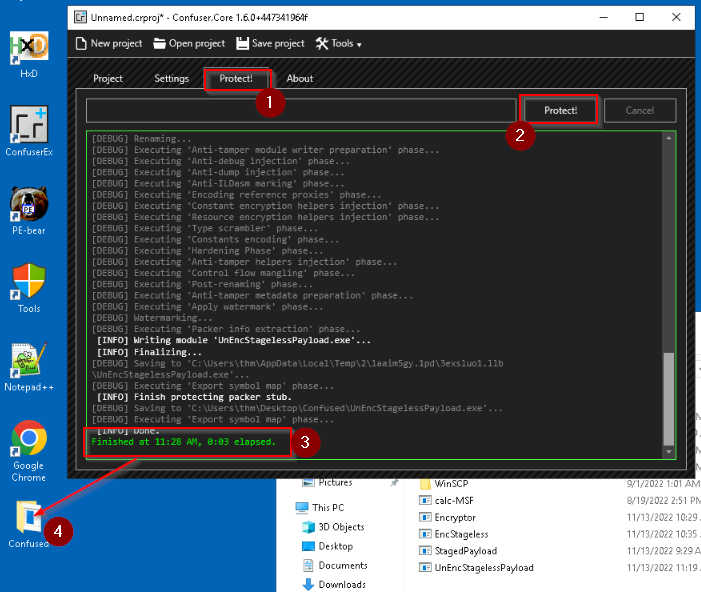 Unnamed.crproj* - Confuser.Core 1.6.0+447341964f
New project Open project Save project Tools
Project Settings Protect! About
1
Protect! Cancel
2
[DEBUG] Renaming...
[DEBUG] Executing 'Anti-tamper module writer preparation' phase...
[DEBUG] Executing 'Anti-debug injection' phase...
[DEBUG] Executing 'Anti-dump injection' phase...
[DEBUG] Executing 'Anti-ILDasm marking' phase...
[DEBUG] Executing 'Encoding reference proxies' phase...
[DEBUG] Executing 'Constant encryption helpers injection' phase...
[DEBUG] Executing 'Resource encryption helpers injection' phase...
[DEBUG] Executing 'Type scrambler' phase...
[DEBUG] Executing 'Constants encoding' phase...
[DEBUG] Executing 'Hardening Phase' phase...
[DEBUG] Executing 'Anti-tamper helpers injection' phase...
[DEBUG] Executing 'Control flow mangling' phase...
[DEBUG] Executing 'Post-renaming' phase...
[DEBUG] Executing 'Anti-tamper metadata preparation' phase...
[DEBUG] Executing 'Apply watermark' phase...
[DEBUG] Watermarking...
[DEBUG] Executing 'Packer info extraction' phase...
[INFO] Writing module 'UnEncStagelessPayload.exe'...
[INFO] Finalizing...
[DEBUG] Saving to 'C:\Users\thm\AppData\Local\Temp\2\laaim5gy.lpd\3exsluo1.llb
\UnEncStagelessPayload.exe'...
[DEBUG] Executing 'Export symbol map' phase...
[INFO] Finish protecting packer stub.
[DEBUG] Saving to 'C:\Users\thm\Desktop\Confused\UnEncStagelessPayload.exe'...
[DEBUG] Executing 'Export symbol map' phase...
[INFO] Done.
Finished at 11:28 AM, 0:03 elapsed.
3
HxD
ConfuserEx
PE-bear
Tools
Notepad++
Google
Chrome
Confused
4
Pictures
This PC
3D Objects
Desktop
Documents
Downloads
WinSCP 9/1/2022 1:01 AM
calc-MSF 8/19/2022 2:51 PM
Encryptor 11/13/2022 10:29
EncStageless 11/13/2022 10:35
StagedPayload 11/13/2022 9:29 A
UnEncStagelessPayload 11/13/2022 11:19